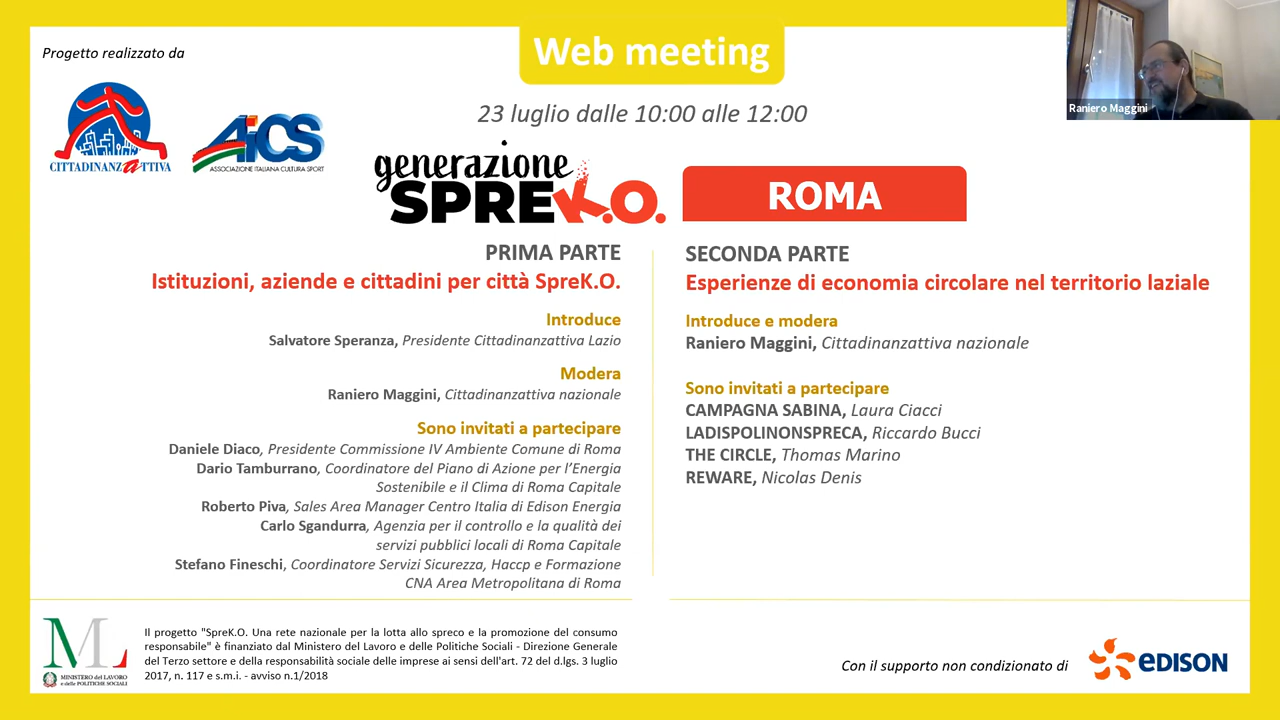 Progetto realizzato da
Web meeting
Raniero Maggini
23 luglio dalle 10:00 alle 12:00
CITTADINANZATTIVA
AiCS
ASSOCIAZIONE ITALIANA CULTURA SPORT
generazione
SPREK.O.
ROMA
PRIMA PARTE
Istituzioni, aziende e cittadini per città SpreK.O.
Introduce
Salvatore Speranza, Presidente Cittadinanzattiva Lazio
Modera
Raniero Maggini, Cittadinanzattiva nazionale
Sono invitati a partecipare
Daniele Diaco, Presidente Commissione IV Ambiente Comune di Roma
Dario Tamburrano, Coordinatore del Piano di Azione per l'Energia
Sostenibile e il Clima di Roma Capitale
Roberto Piva, Sales Area Manager Centro Italia di Edison Energia
Carlo Sgandurra, Agenzia per il controllo e la qualità dei
servizi pubblici locali di Roma Capitale
Stefano Fineschi, Coordinatore Servizi Sicurezza, Haccp e Formazione
CNA Area Metropolitana di Roma
SECONDA PARTE
Esperienze di economia circolare nel territorio laziale
Introduce e modera
Raniero Maggini, Cittadinanzattiva nazionale
Sono invitati a partecipare
CAMPAGNA SABINA, Laura Ciacci
LADISPOLINONSPRECA, Riccardo Bucci
THE CIRCLE, Thomas Marino
REWARE, Nicolas Denis
ML
MINISTERO del LAVORO
e delle POLITICHE SOCIALI
Il progetto "SpreK.O. Una rete nazionale per la lotta allo spreco e la promozione del consumo
responsabile" è finanziato dal Ministero del Lavoro e delle Politiche Sociali - Direzione Generale
del Terzo settore e della responsabilità sociale delle imprese ai sensi dell'art. 72 del d.lgs. 3 luglio
2017, n. 117 e s.m.i. - avviso n.1/2018
Con il supporto non condizionato di
EDISON